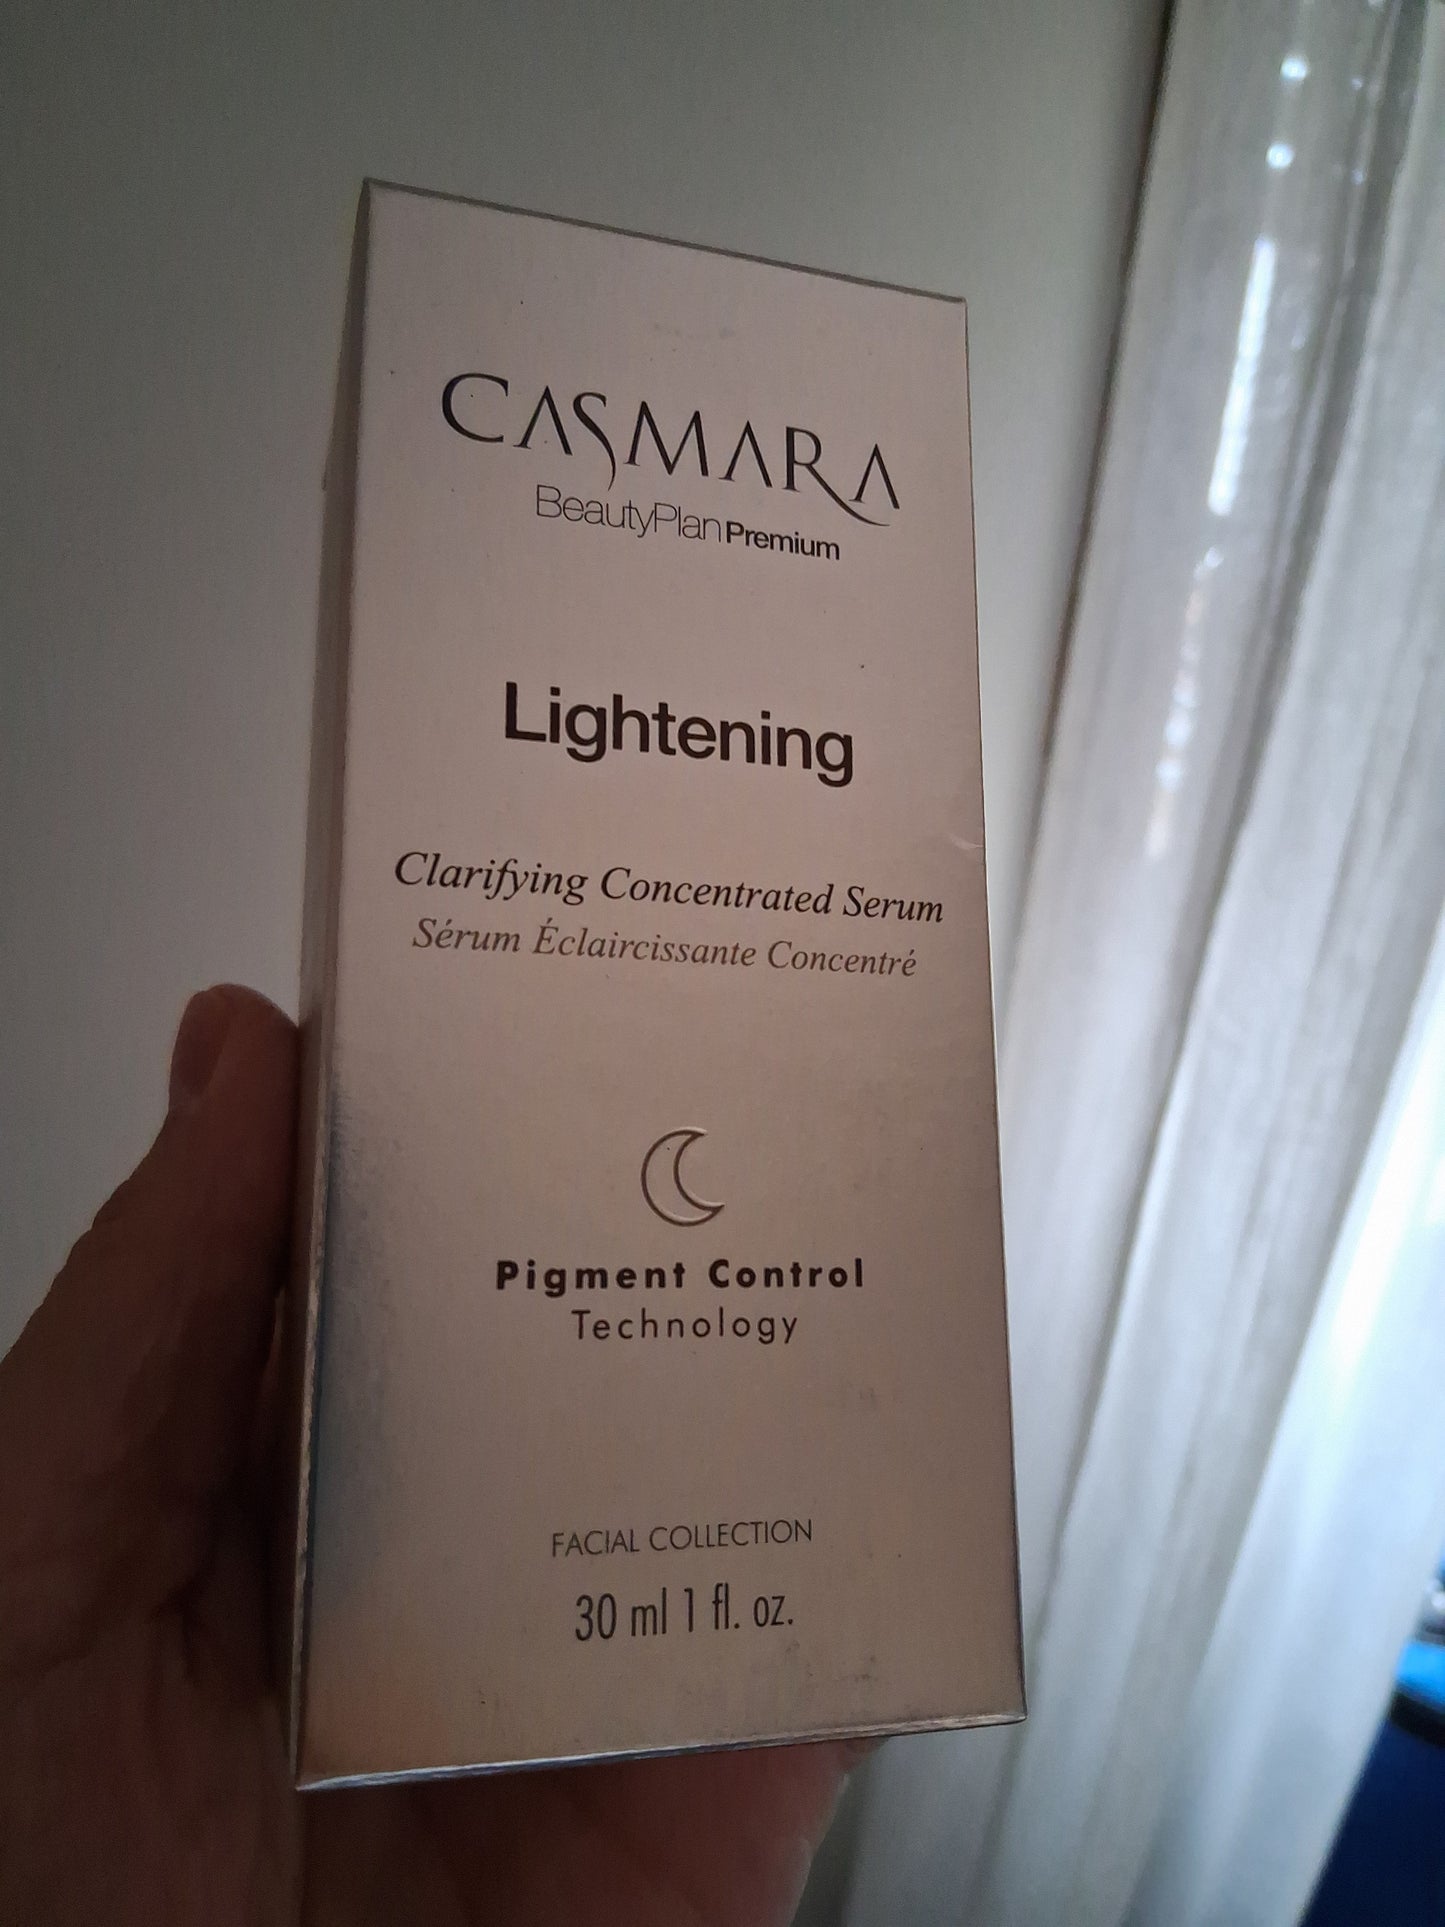 CASMARA
BeautyPlan Premium
Lightening
Clarifying Concentrated Serum
Sérum Éclaircissante Concentré
Pigment Control
Technology
FACIAL COLLECTION
30 ml 1 fl. oz.